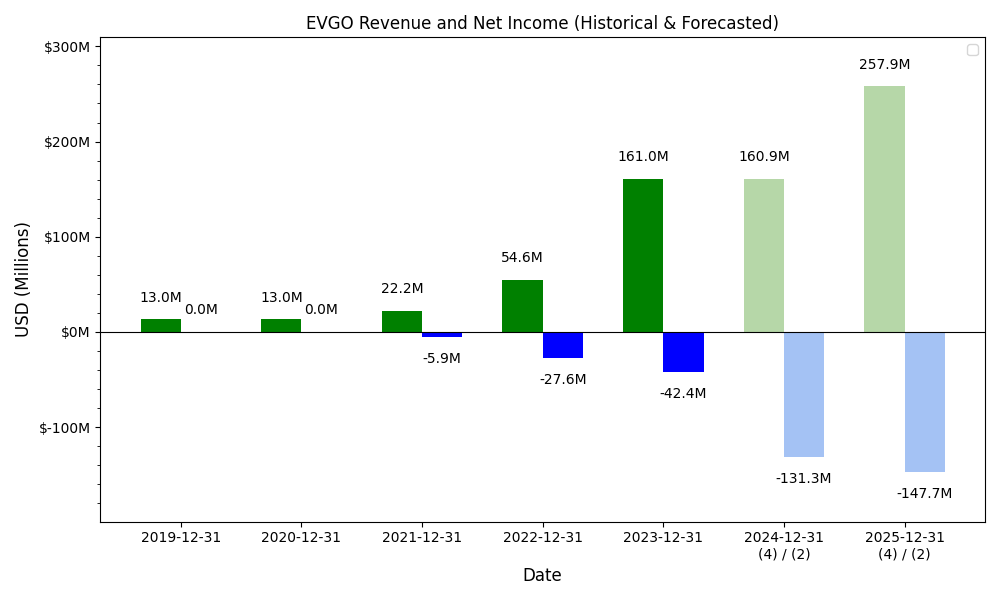 EVGO Revenue and Net Income (Historical & Forecasted)
$300M
$200M
$100M
$0M
$-100M
USD (Millions)
13.0M
0.0M
13.0M
0.0M
22.2M
-5.9M
54.6M
-27.6M
161.0M
-42.4M
160.9M
-131.3M
257.9M
-147.7M
2019-12-31
2020-12-31
2021-12-31
2022-12-31
2023-12-31
2024-12-31
(4) / (2)
2025-12-31
(4) / (2)
Date